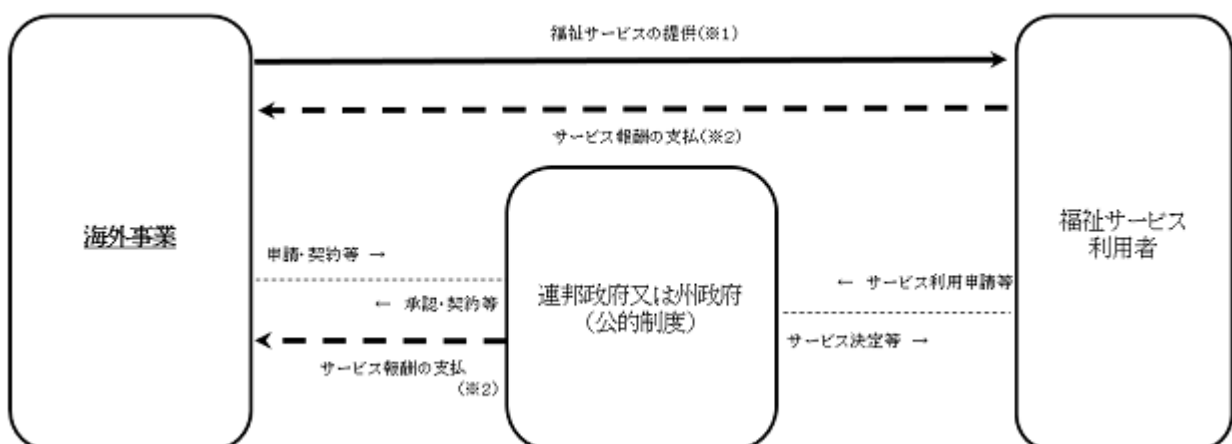 福祉サービスの提供(※1)
サービス報酬の支払(※2)
海外事業
申請・契約等 →
← 承認・契約等
サービス報酬の支払
(※2)
連邦政府又は州政府
(公的制度)
← サービス利用申請等
サービス決定等 →
福祉サービス
利用者